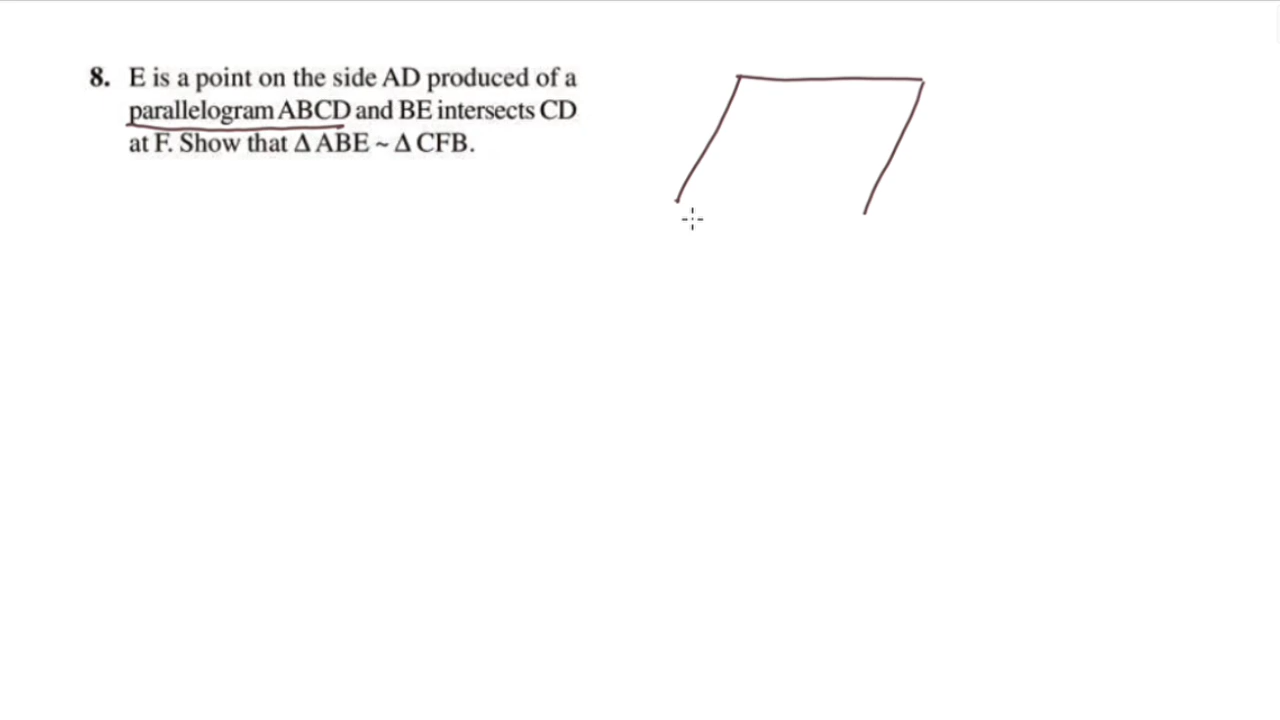 8. E is a point on the side AD produced of a
parallelogram ABCD and BE intersects CD
at F. Show that Δ ABE ~ Δ CFB.